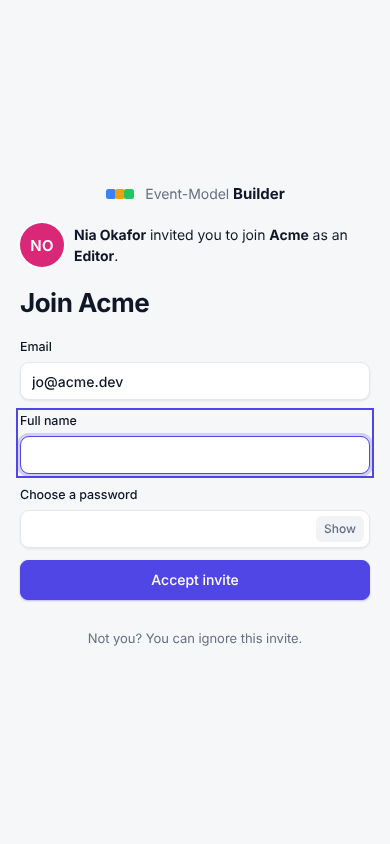 Event-Model Builder
NO
Nia Okafor invited you to join Acme as an
Editor.
Join Acme
Email
jo@acme.dev
Full name
Choose a password
Show
Accept invite
Not you? You can ignore this invite.